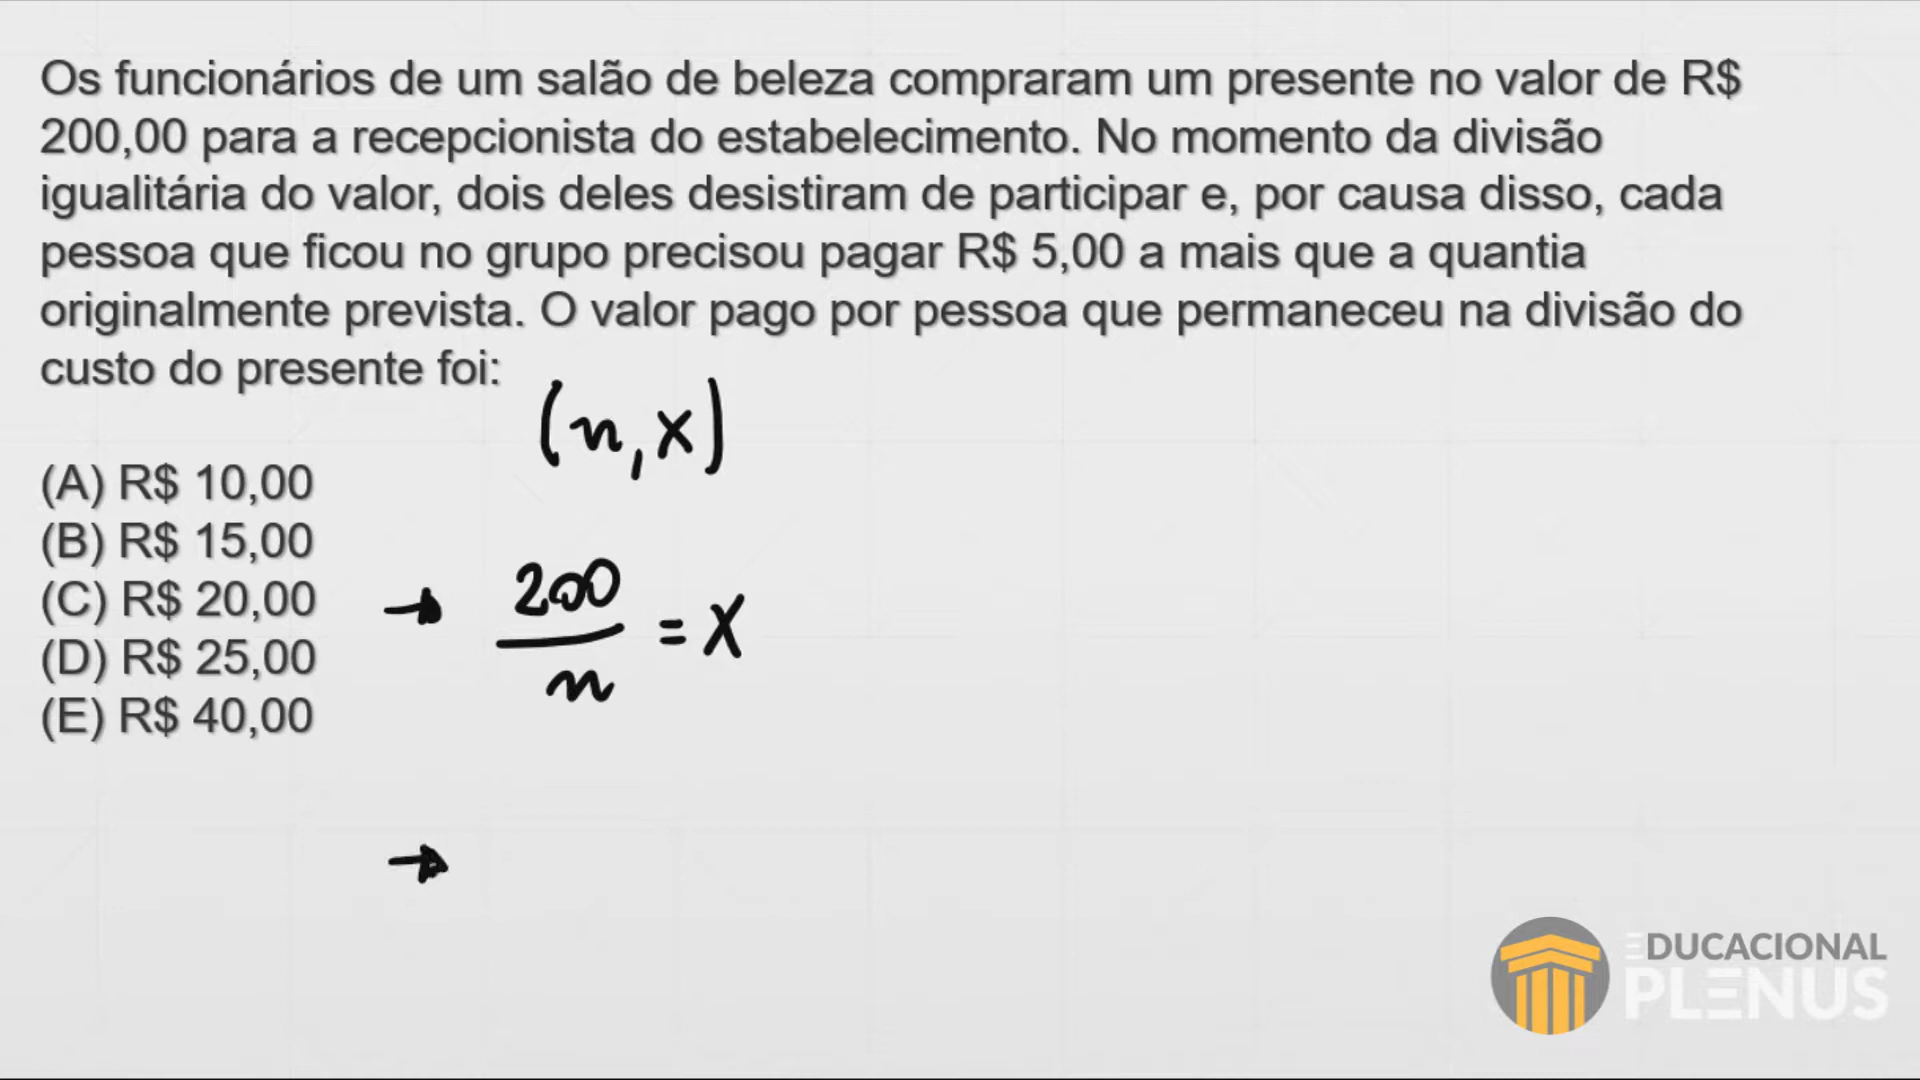 Os funcionários de um salão de beleza compraram um presente no valor de R$
200,00 para a recepcionista do estabelecimento. No momento da divisão
igualitária do valor, dois deles desistiram de participar e, por causa disso, cada
pessoa que ficou no grupo precisou pagar R$ 5,00 a mais que a quantia
originalmente prevista. O valor pago por pessoa que permaneceu na divisão do
custo do presente foi:
(n,x)
(A) R$ 10,00
(B) R$ 15,00
(C) R$ 20,00
(D) R$ 25,00
(E) R$ 40,00
→ 200
n
= x
→
EDUCACIONAL
PLENUS